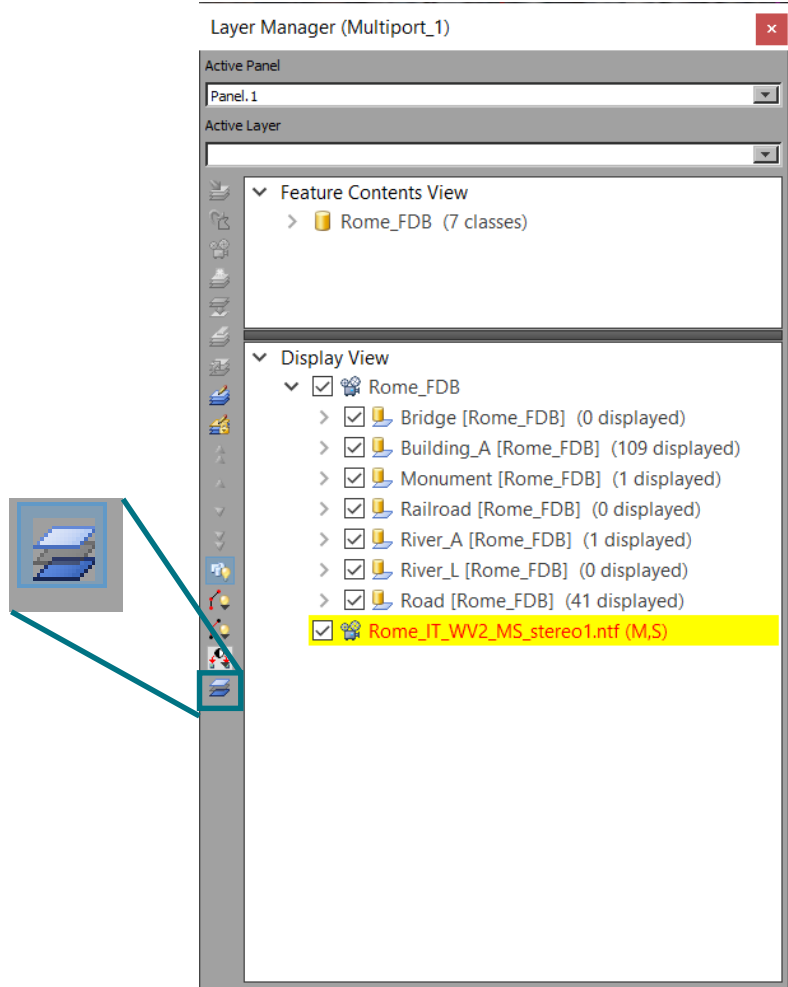 Layer Manager (Multiport_1)
Active Panel
Panel.1
Active Layer
Feature Contents View
Rome_FDB (7 classes)
Display View
Rome_FDB
Bridge [Rome_FDB] (0 displayed)
Building_A [Rome_FDB] (109 displayed)
Monument [Rome_FDB] (1 displayed)
Railroad [Rome_FDB] (0 displayed)
River_A [Rome_FDB] (1 displayed)
River_L [Rome_FDB] (0 displayed)
Road [Rome_FDB] (41 displayed)
Rome_IT_WV2_MS_stereo1.ntf (M,S)